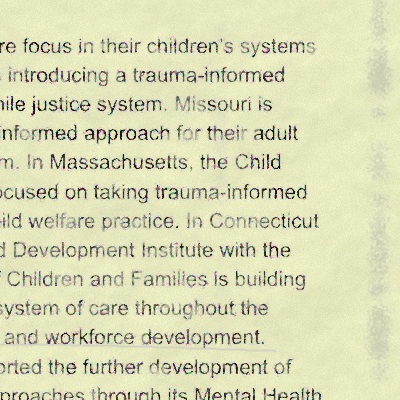 re focus in their children's systems
introducing a trauma-informed
nile justice system. Missouri is
informed approach for their adult
m. In Massachusetts, the Child
ocused on taking trauma-informed
ild welfare practice. In Connecticut
d Development Institute with the
f Children and Families is building
system of care throughout the
and workforce development.
orted the further development of
proaches through its Mental Health